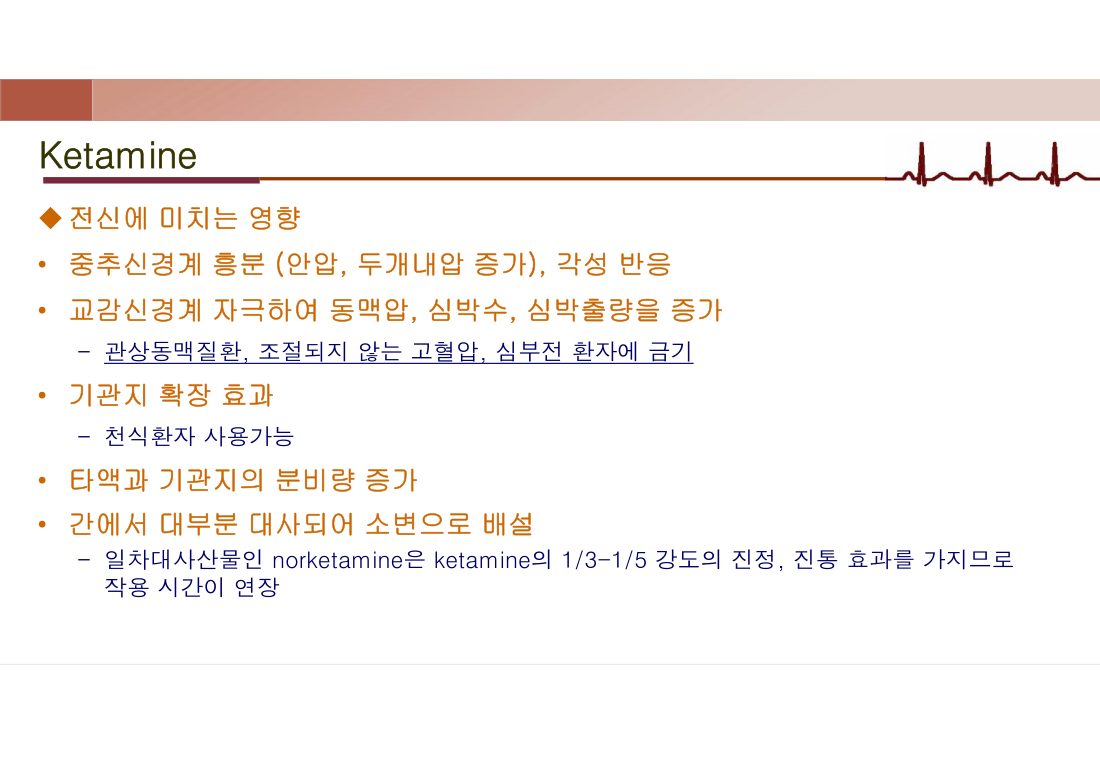 Ketamine
◆ 전신에 미치는 영향
• 중추신경계 흥분 (안압, 두개내압 증가), 각성 반응
• 교감신경계 자극하여 동맥압, 심박수, 심박출량을 증가
– 관상동맥질환, 조절되지 않는 고혈압, 심부전 환자에 금기
• 기관지 확장 효과
– 천식환자 사용가능
• 타액과 기관지의 분비량 증가
• 간에서 대부분 대사되어 소변으로 배설
– 일차대사산물인 norketamine은 ketamine의 1/3-1/5 강도의 진정, 진통 효과를 가지므로
작용 시간이 연장